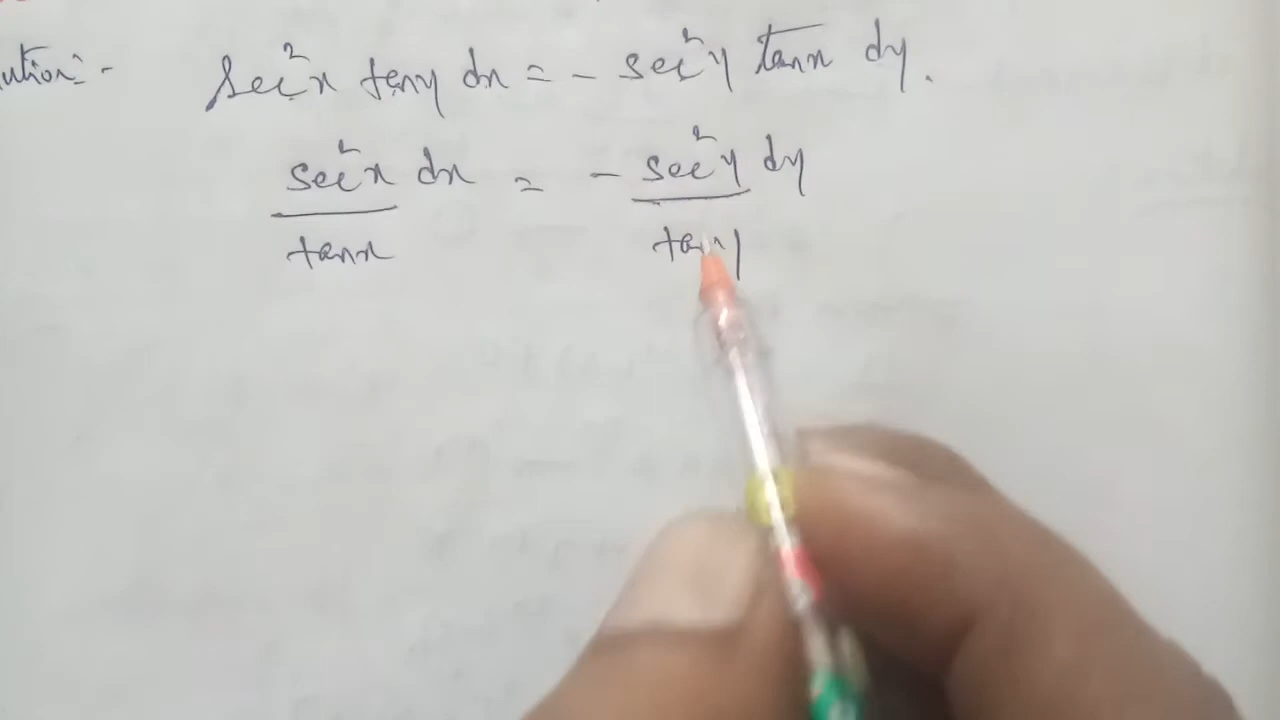 ution:- sec²x tany dx = - sec²y tanx dy.
sec²x dx = - sec²y dy
tanx tany